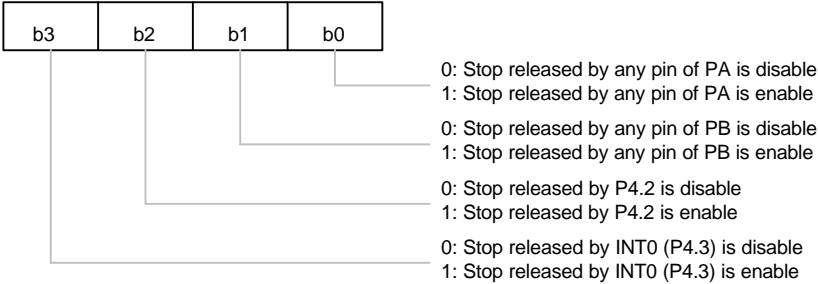 b3 b2 b1 b0
0: Stop released by any pin of PA is disable
1: Stop released by any pin of PA is enable
0: Stop released by any pin of PB is disable
1: Stop released by any pin of PB is enable
0: Stop released by P4.2 is disable
1: Stop released by P4.2 is enable
0: Stop released by INT0 (P4.3) is disable
1: Stop released by INT0 (P4.3) is enable